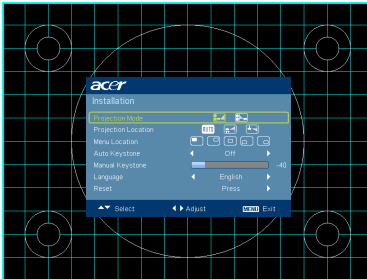 acer
Installation
Projection Mode
Projection Location AUTO
Menu Location
Auto Keystone Off
Manual Keystone -40
Language English
Reset Press
Select Adjust MENU Exit